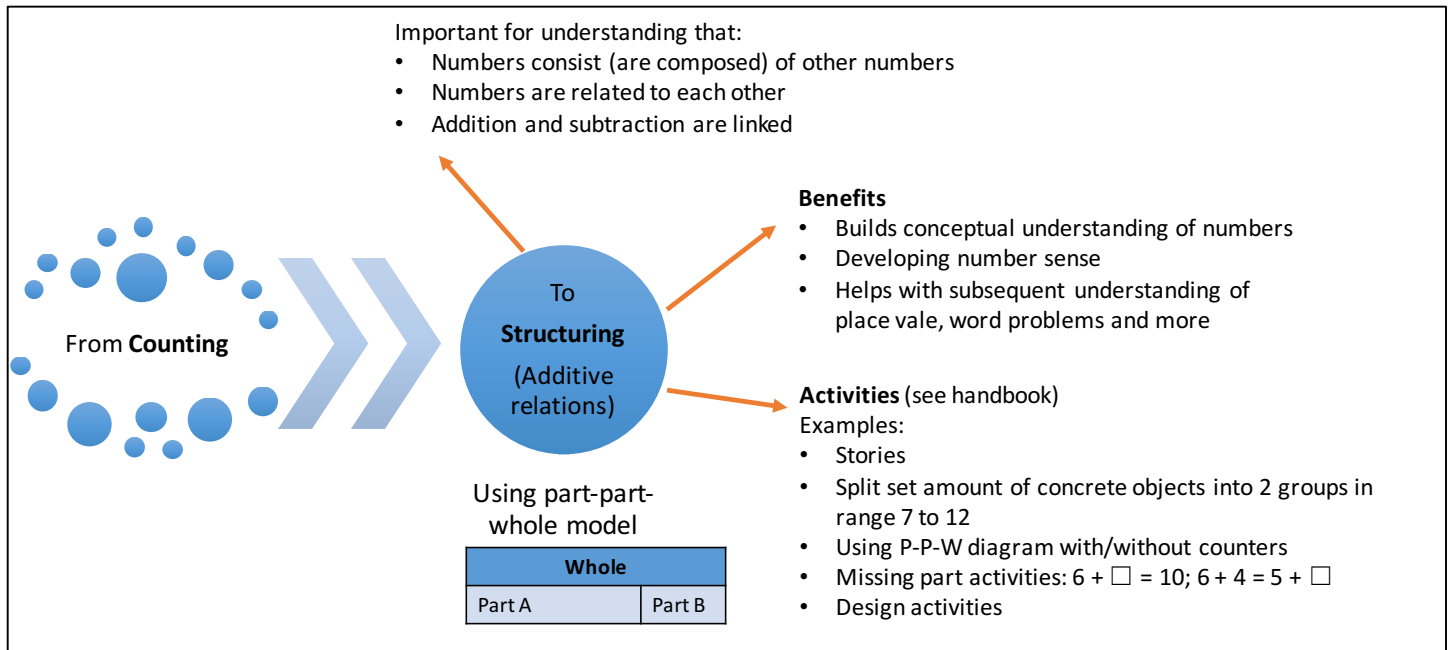 Important for understanding that:
• Numbers consist (are composed) of other numbers
• Numbers are related to each other
• Addition and subtraction are linked
From Counting
To
Structuring
(Additive
relations)
Using part-part-
whole model
Whole
Part A
Part B
Benefits
• Builds conceptual understanding of numbers
• Developing number sense
• Helps with subsequent understanding of
place vale, word problems and more
Activities (see handbook)
Examples:
• Stories
• Split set amount of concrete objects into 2 groups in
range 7 to 12
• Using P-P-W diagram with/without counters
• Missing part activities: 6 + □ = 10; 6 + 4 = 5 + □
• Design activities